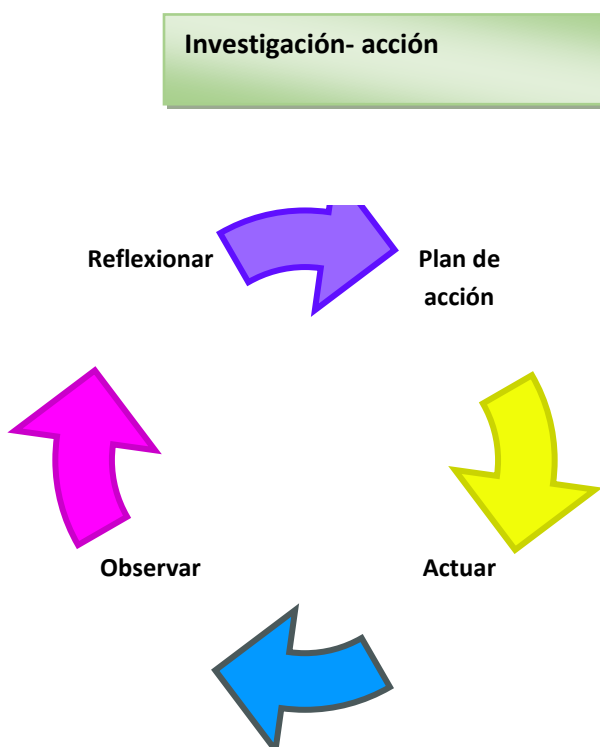 Investigación- acción
Reflexionar
Plan de
acción
Observar
Actuar